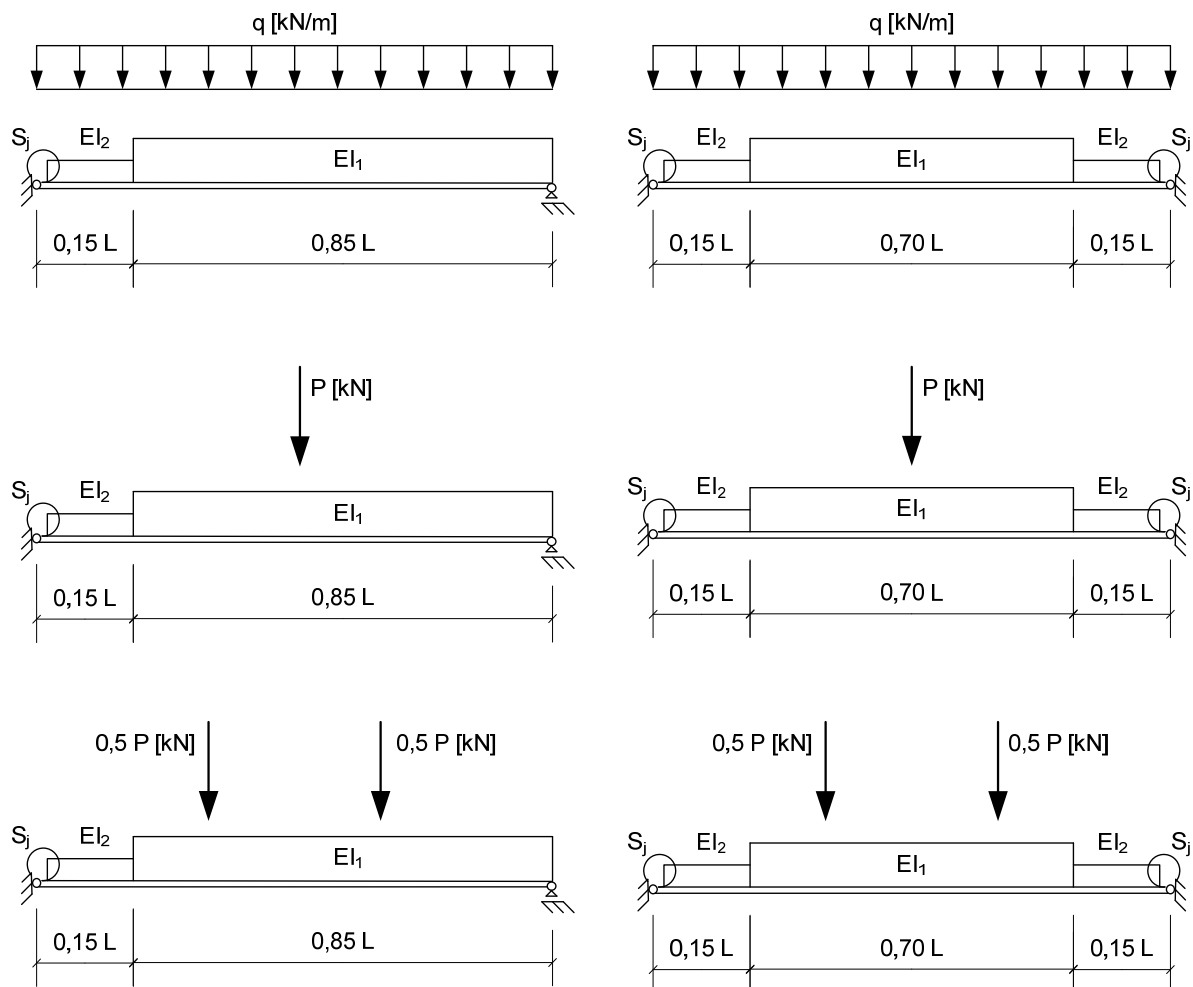 q [kN/m] q [kN/m]
Sj EI2 EI1 EI2 EI1 EI2 Sj
Sj
0,15 L 0,85 L 0,15 L 0,70 L 0,15 L
P [kN] P [kN]
Sj EI2 EI1 Sj EI2 EI1 EI2 Sj
0,15 L 0,85 L 0,15 L 0,70 L 0,15 L
0,5 P [kN] 0,5 P [kN] 0,5 P [kN] 0,5 P [kN]
Sj EI2 EI1 Sj EI2 EI1 EI2 Sj
0,15 L 0,85 L 0,15 L 0,70 L 0,15 L